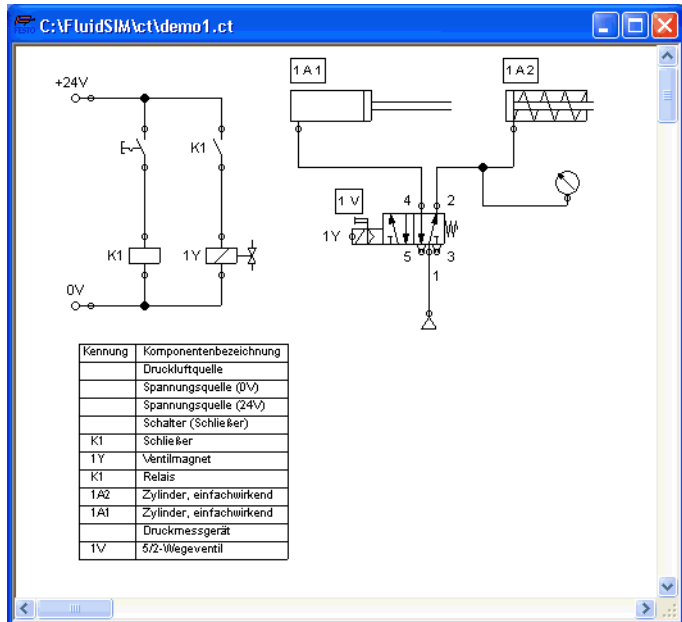 C:\FluidSIM\ct\demo1.ct
FESTO
1A1
1A2
+24V
K1
1 V
4
2
1Y
5
3
1
K1
1Y
0V
Kennung Komponentenbezeichnung
Druckluftquelle
Spannungsquelle (0V)
Spannungsquelle (24V)
Schalter (Schließer)
K1 Schließer
1Y Ventilmagnet
K1 Relais
1A2 Zylinder, einfachwirkend
1A1 Zylinder, einfachwirkend
Druckmessgerät
1V 5/2-Wegeventil